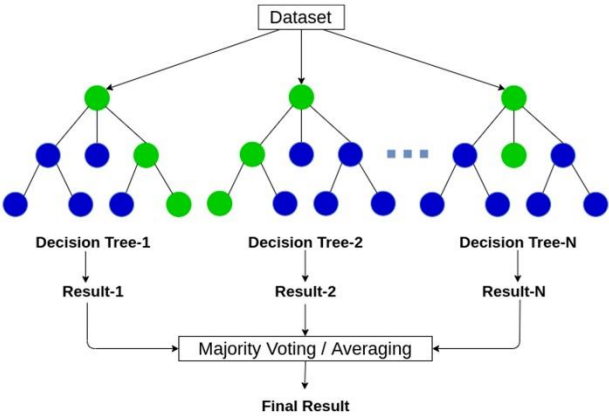 Dataset
Decision Tree-1 Decision Tree-2 Decision Tree-N
Result-1 Result-2 Result-N
Majority Voting / Averaging
Final Result